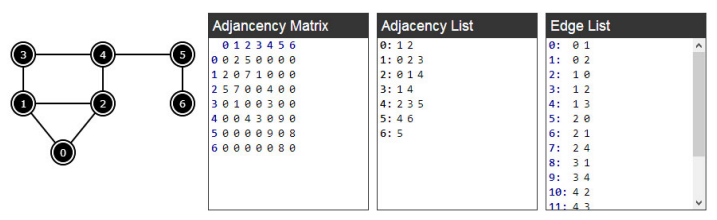 3 4 5
1 2 6
0
Adjancency Matrix
0 1 2 3 4 5 6
0 0 2 5 0 0 0 0
1 2 0 7 1 0 0 0
2 5 7 0 0 4 0 0
3 0 1 0 0 3 0 0
4 0 0 4 3 0 9 0
5 0 0 0 0 9 0 8
6 0 0 0 0 0 8 0
Adjacency List
0: 1 2
1: 0 2 3
2: 0 1 4
3: 1 4
4: 2 3 5
5: 4 6
6: 5
Edge List
0: 0 1
1: 0 2
2: 1 0
3: 1 2
4: 1 3
5: 2 0
6: 2 1
7: 2 4
8: 3 1
9: 3 4
10: 4 2
11: 4 3